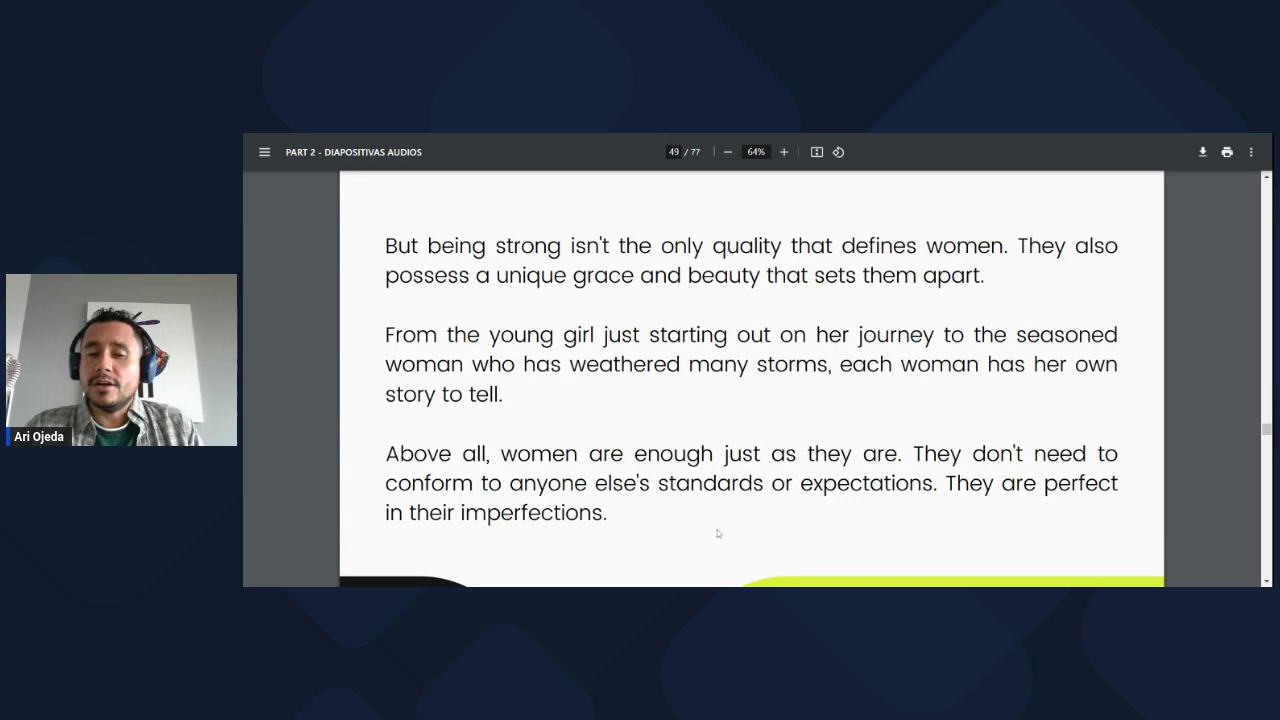 PART 2 - DIAPOSITIVAS AUDIOS
49 / 77
64%
But being strong isn't the only quality that defines women. They also
possess a unique grace and beauty that sets them apart.
From the young girl just starting out on her journey to the seasoned
woman who has weathered many storms, each woman has her own
story to tell.
Above all, women are enough just as they are. They don't need to
conform to anyone else's standards or expectations. They are perfect
in their imperfections.
Ari Ojeda